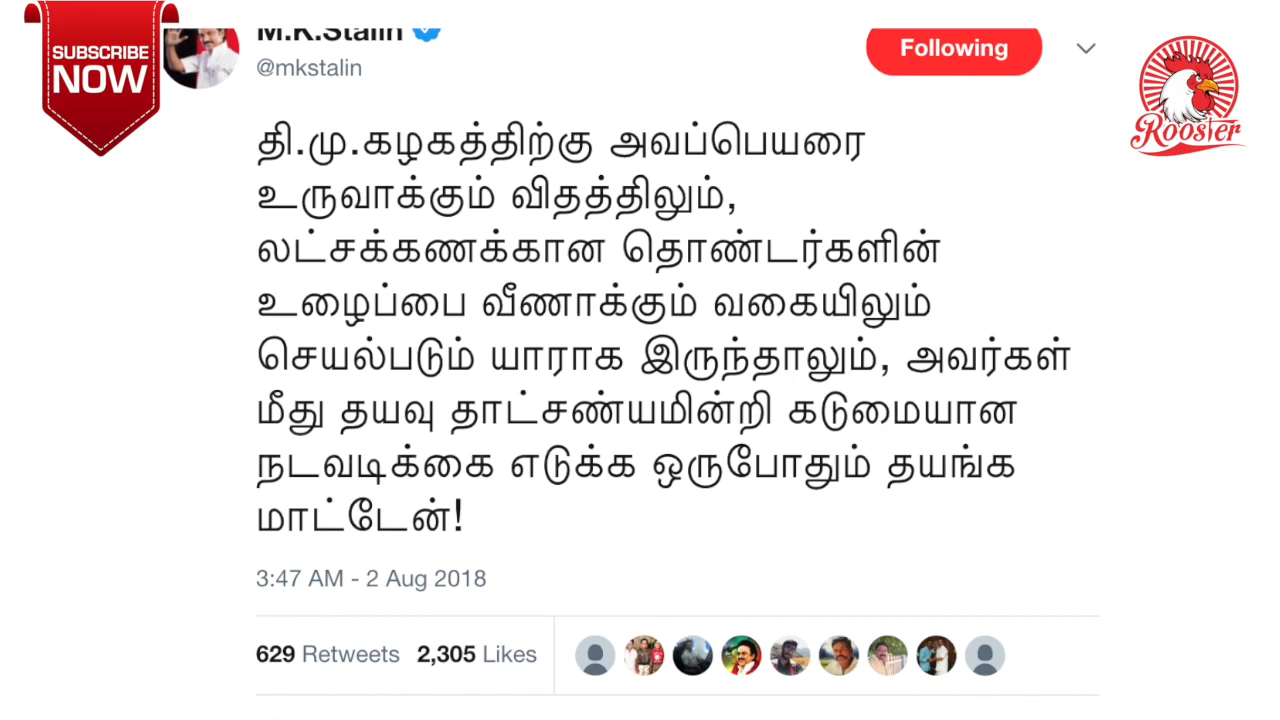 SUBSCRIBE
NOW
M.K.Stalin
@mkstalin
Following
Rooster
தி.மு.கழகத்திற்கு அவப்பெயரை
உருவாக்கும் விதத்திலும்,
லட்சக்கணக்கான தொண்டர்களின்
உழைப்பை வீணாக்கும் வகையிலும்
செயல்படும் யாராக இருந்தாலும், அவர்கள்
மீது தயவு தாட்சண்யமின்றி கடுமையான
நடவடிக்கை எடுக்க ஒருபோதும் தயங்க
மாட்டேன்!
3:47 AM - 2 Aug 2018
629 Retweets 2,305 Likes